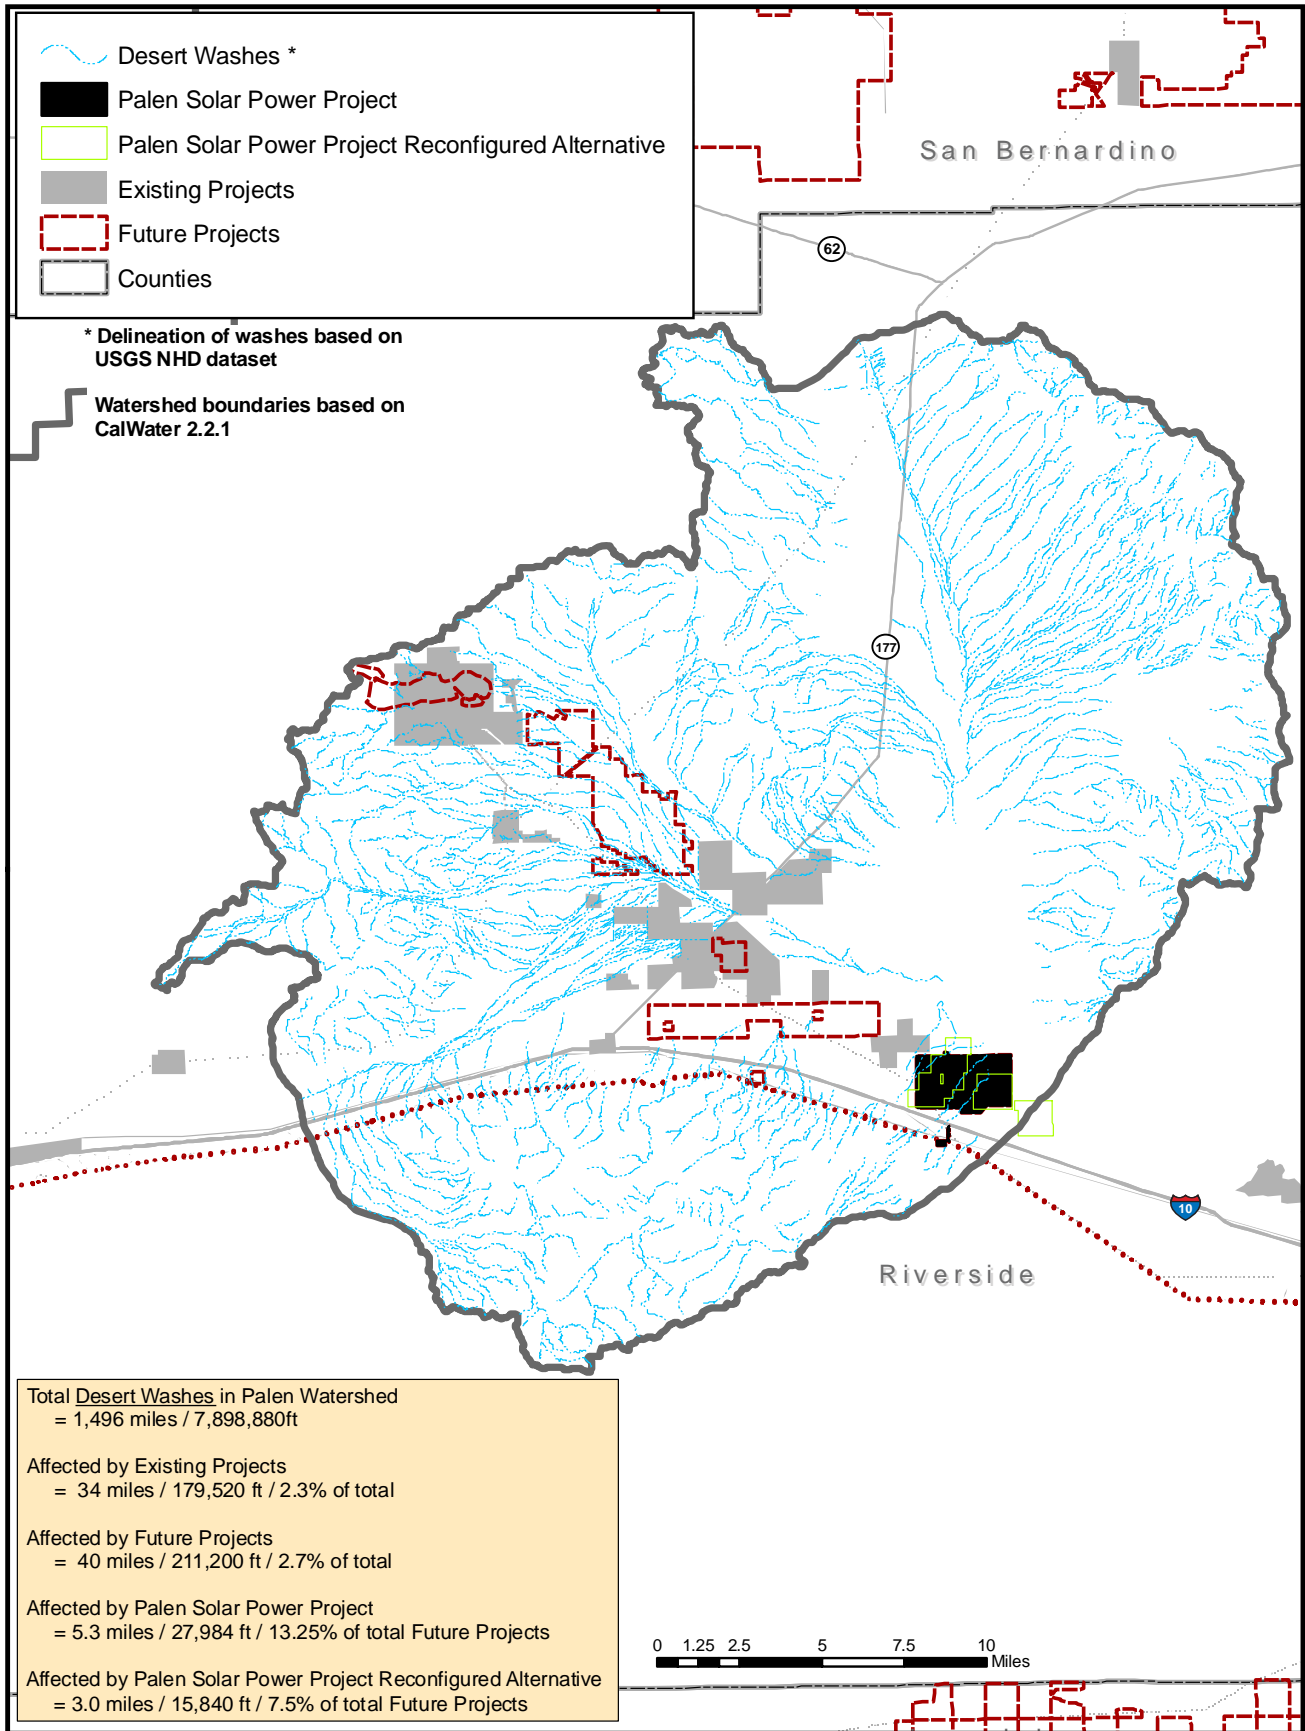 Desert Washes *
Palen Solar Power Project
Palen Solar Power Project Reconfigured Alternative
Existing Projects
Future Projects
Counties
* Delineation of washes based on
USGS NHD dataset
Watershed boundaries based on
CalWater 2.2.1
San Bernardino
62
177
10
Riverside
Total Desert Washes in Palen Watershed
= 1,496 miles / 7,898,880ft
Affected by Existing Projects
= 34 miles / 179,520 ft / 2.3% of total
Affected by Future Projects
= 40 miles / 211,200 ft / 2.7% of total
Affected by Palen Solar Power Project
= 5.3 miles / 27,984 ft / 13.25% of total Future Projects
Affected by Palen Solar Power Project Reconfigured Alternative
= 3.0 miles / 15,840 ft / 7.5% of total Future Projects
0 1.25 2.5 5 7.5 10
Miles